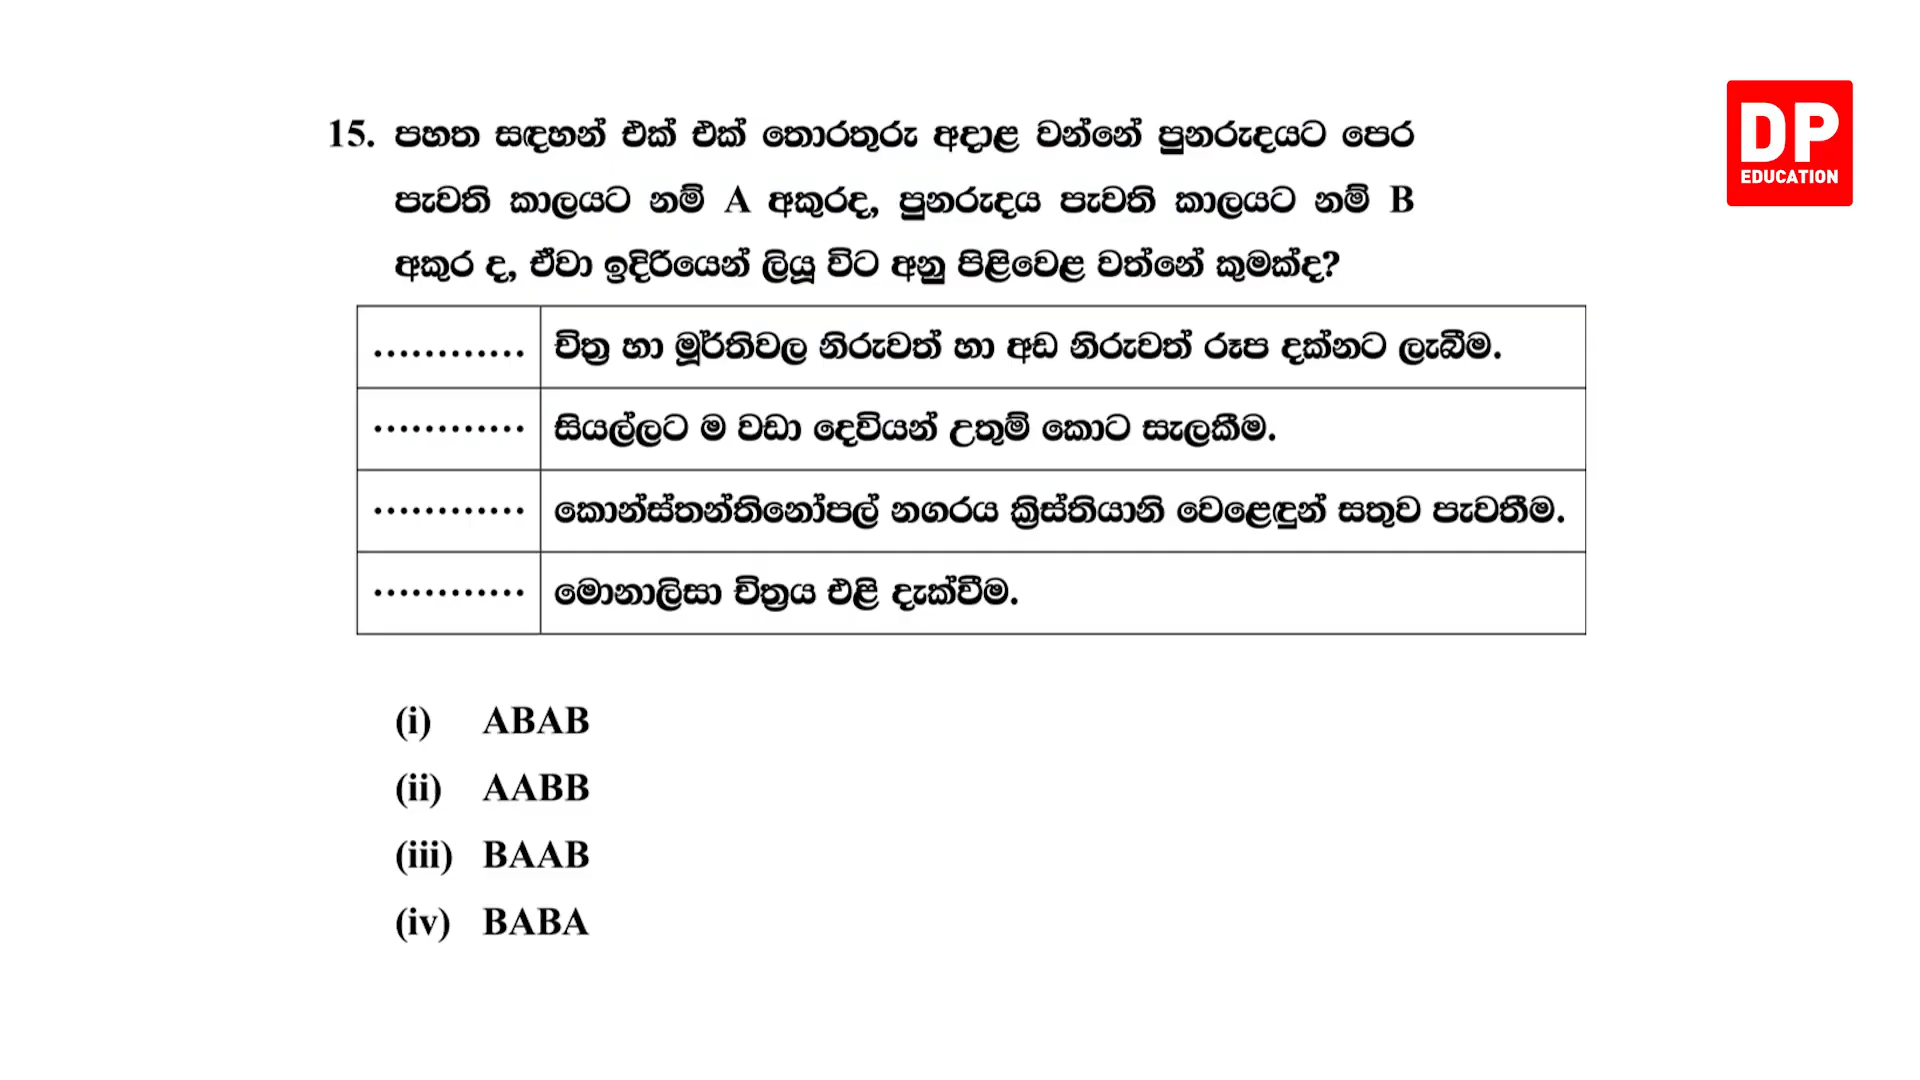 DP
EDUCATION
15. පහත සඳහන් එක් එක් තොරතුරු අදාළ වන්නේ පුනරුදයට පෙර
පැවති කාලයට නම් A අකුරද, පුනරුදය පැවති කාලයට නම් B
අකුර ද, ඒවා ඉදිරියෙන් ලියූ විට අනු පිළිවෙළ වත්නේ කුමක්ද?
............ චිත්‍ර හා මූර්තිවල නිරුවත් හා අඩ නිරුවත් රූප දක්නට ලැබීම.
............ සියල්ලට ම වඩා දෙවියන් උතුම් කොට සැලකීම.
............ කොන්ස්තන්තිනෝපල් නගරය ක්‍රිස්තියානි වෙළෙඳුන් සතුව පැවතීම.
............ මොනාලිසා චිත්‍රය එළි දැක්වීම.
(i) ABAB
(ii) AABB
(iii) BAAB
(iv) BABA